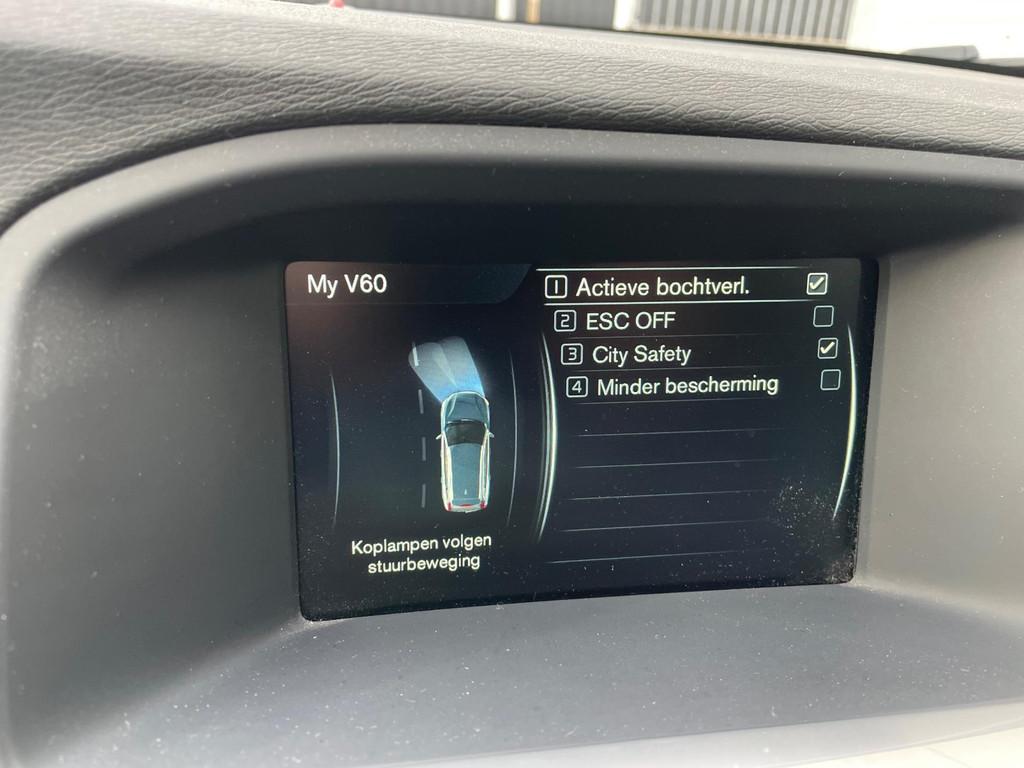 My V60
1 Actieve bochtverl.
2 ESC OFF
3 City Safety
4 Minder bescherming
Koplampen volgen
stuurbeweging